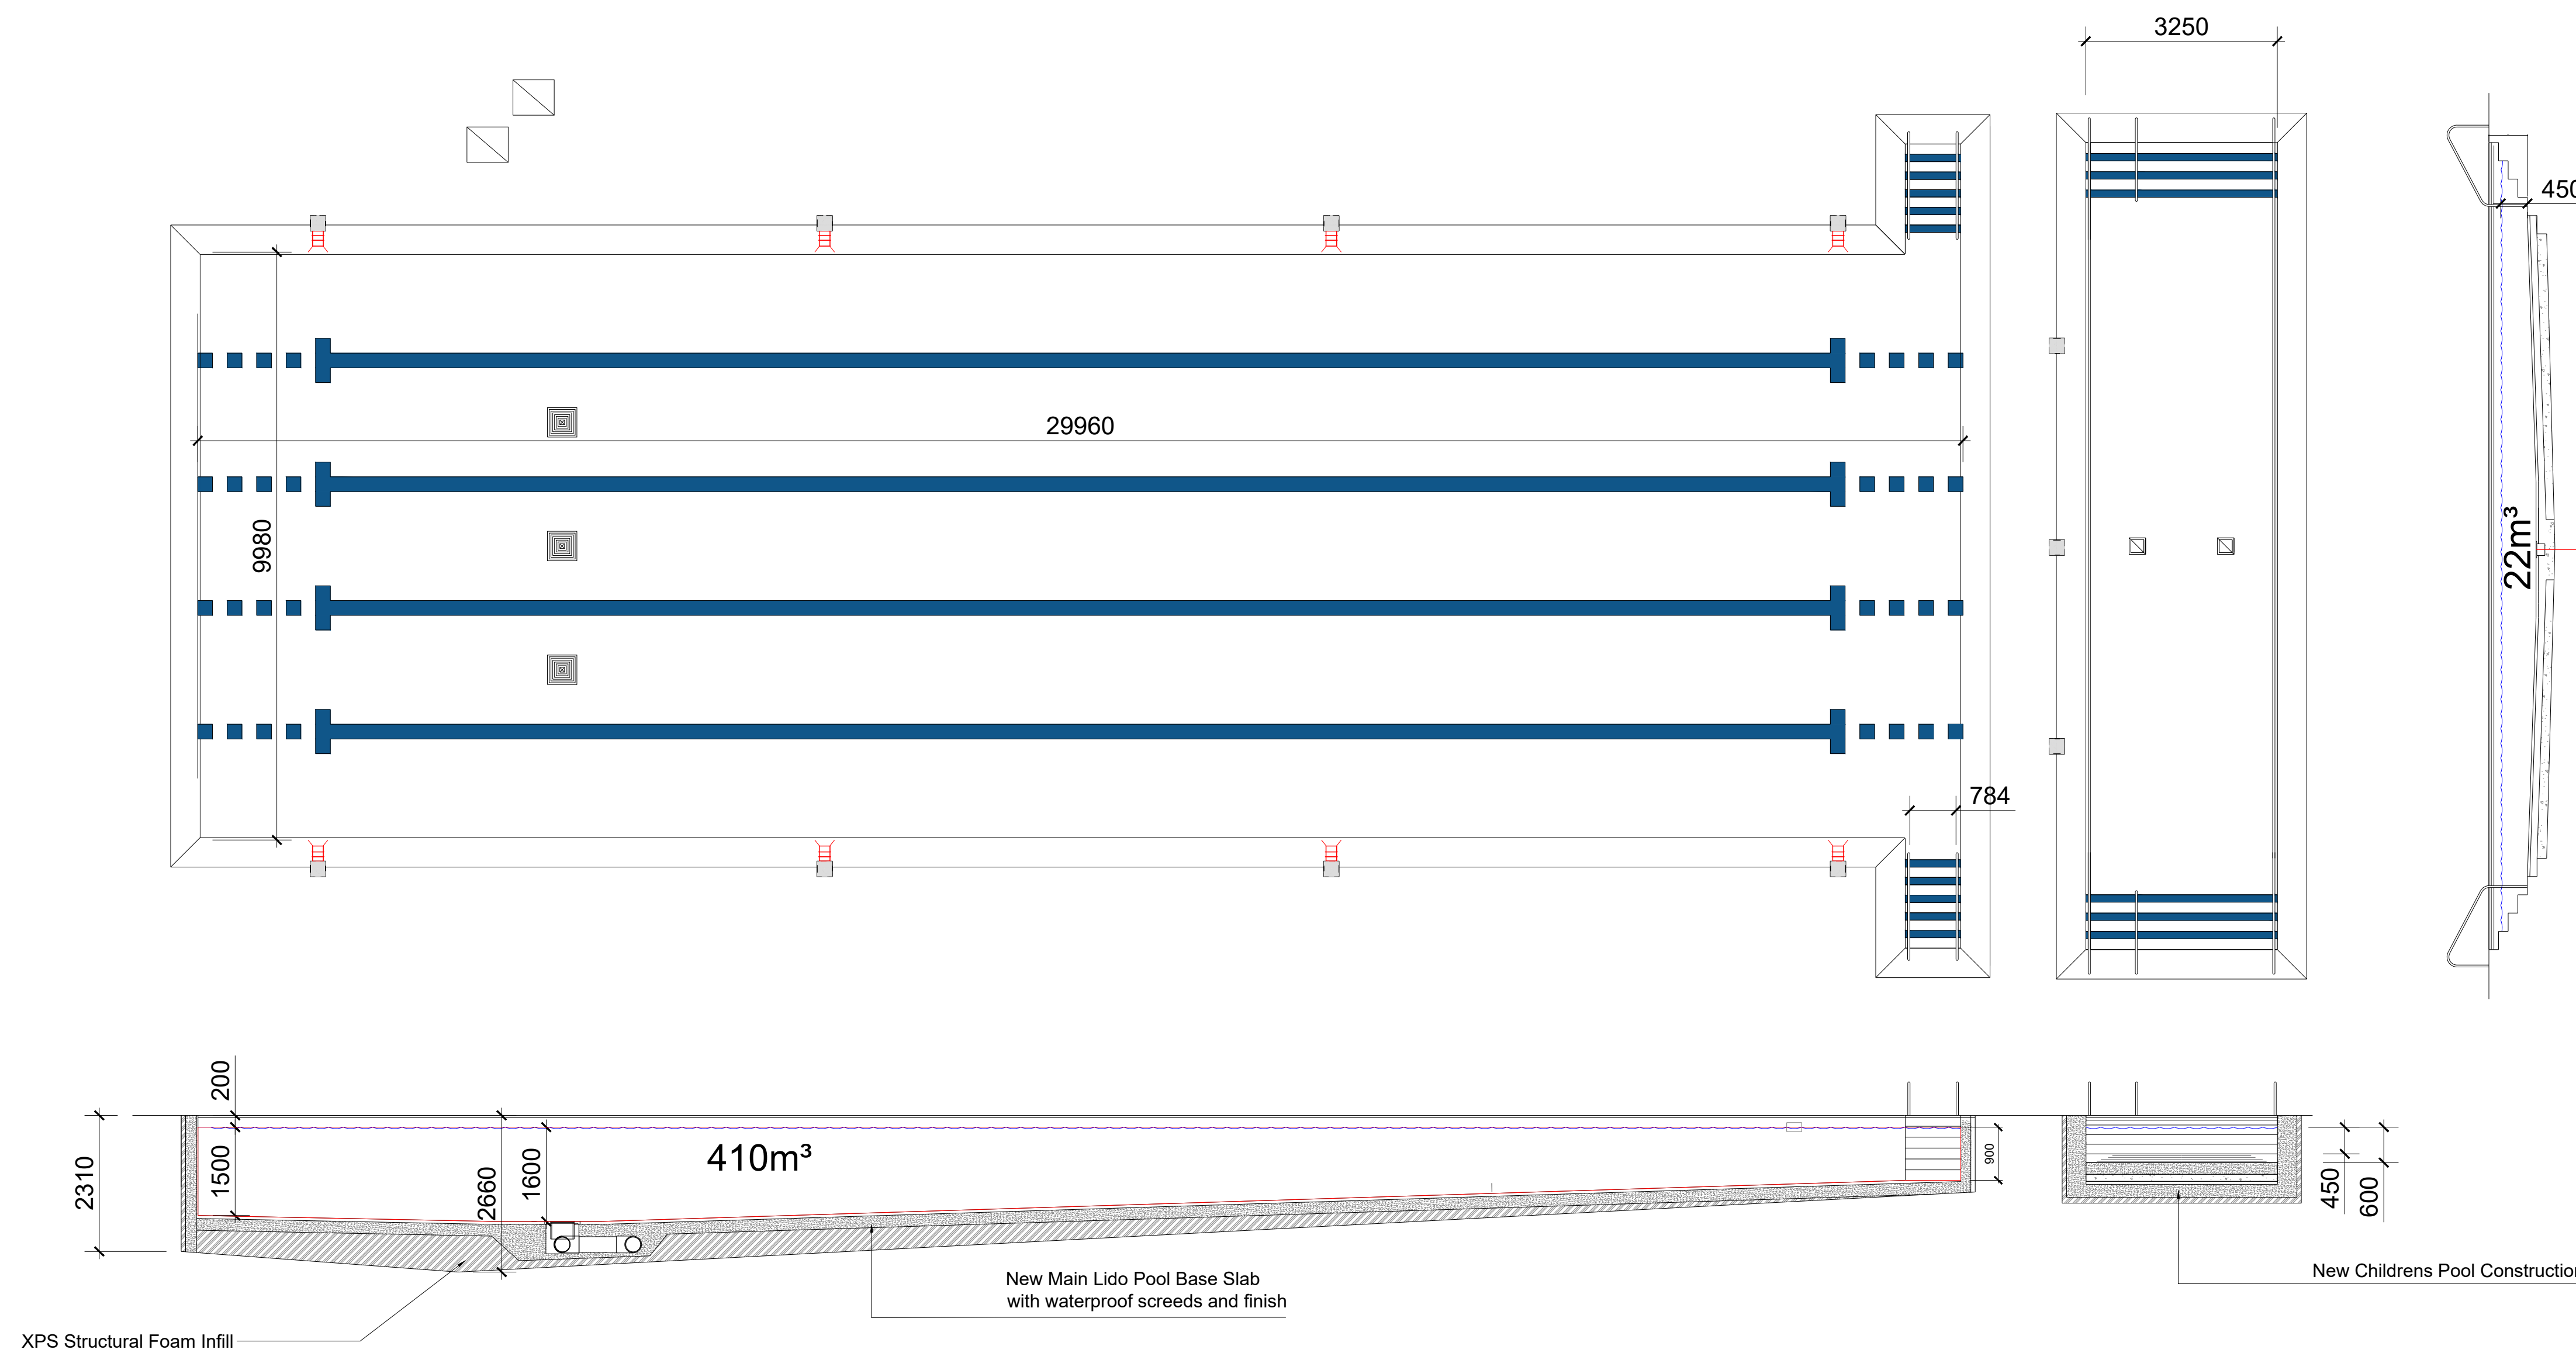 3250
450
29960
9980
22m³
784
200
1500
2310
2660
1600
410m³
900
450
600
New Main Lido Pool Base Slab
with waterproof screeds and finish
New Childrens Pool Construction
XPS Structural Foam Infill